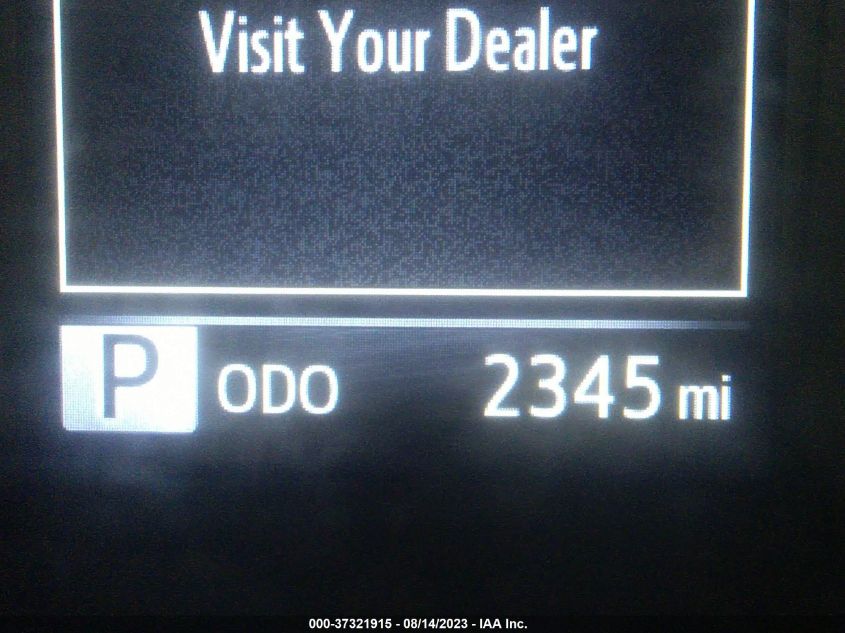 Visit Your Dealer
P ODO 2345 mi
000-37321915 - 08/14/2023 - IAA Inc.